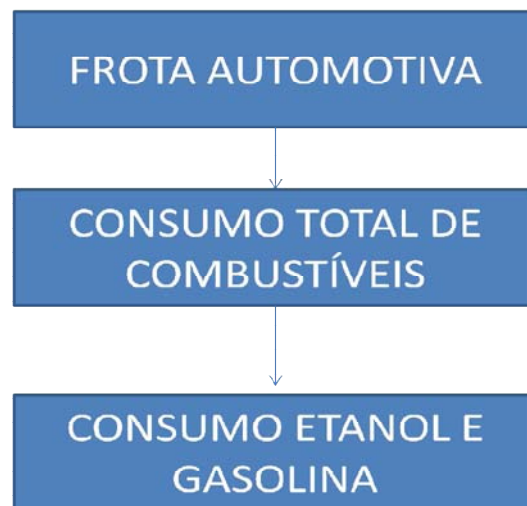 FROTA AUTOMOTIVA
CONSUMO TOTAL DE
COMBUSTÍVEIS
CONSUMO ETANOL E
GASOLINA